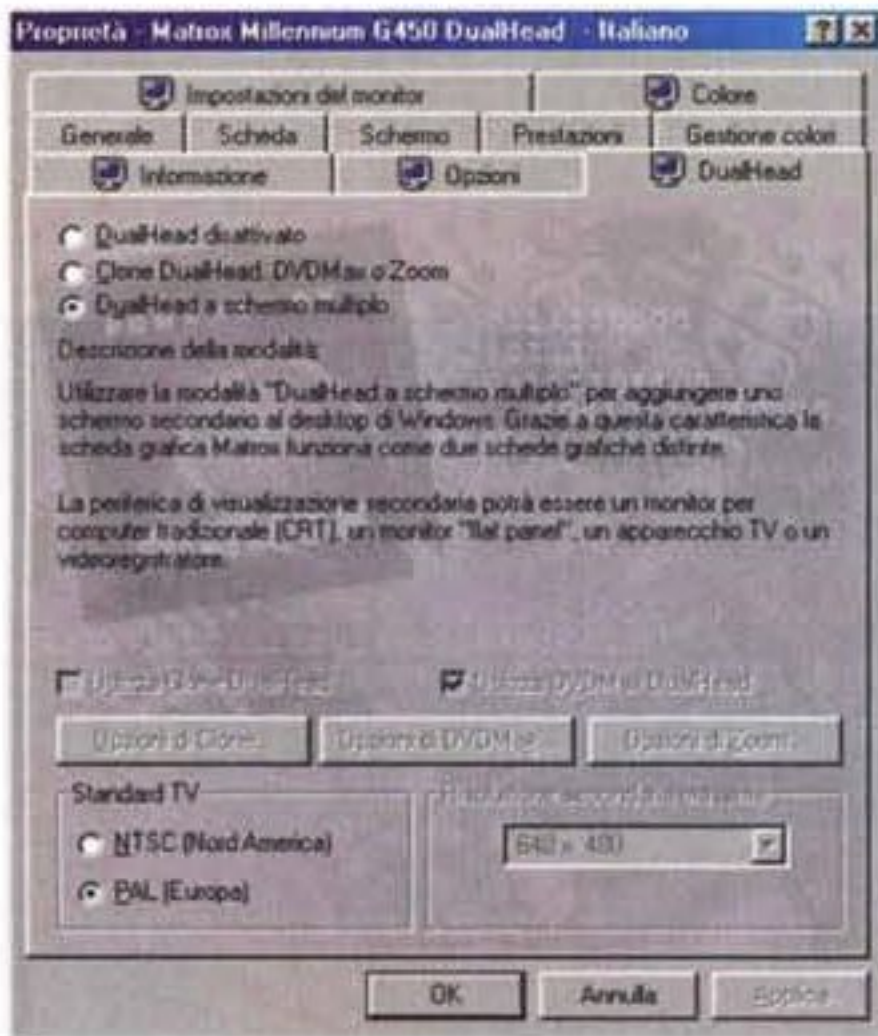 Proprietà - Matrox Millennium G450 DualHead - Italiano
Impostazioni del monitor
Colore
Generale
Scheda
Schermo
Prestazioni
Gestione colori
Informazione
Opzioni
DualHead
DualHead disattivato
Clone DualHead, DVDMax o Zoom
DualHead a schermo multiplo
Descrizione della modalità:
Utilizzare la modalità "DualHead a schermo multiplo" per aggiungere uno
schermo secondario al desktop di Windows. Grazie a questa caratteristica la
scheda grafica Matrox funziona come due schede grafiche distinte.
La periferica di visualizzazione secondaria potrà essere un monitor per
computer tradizionale (CRT), un monitor "flat panel", un apparecchio TV o un
videoregistratore.
DVDMax DualHead
Opzioni di Clone...
Opzioni di DVDMax...
Opzioni di Zoom...
Standard TV
NTSC (Nord America)
PAL (Europa)
640 x 480
OK
Annulla
Applica